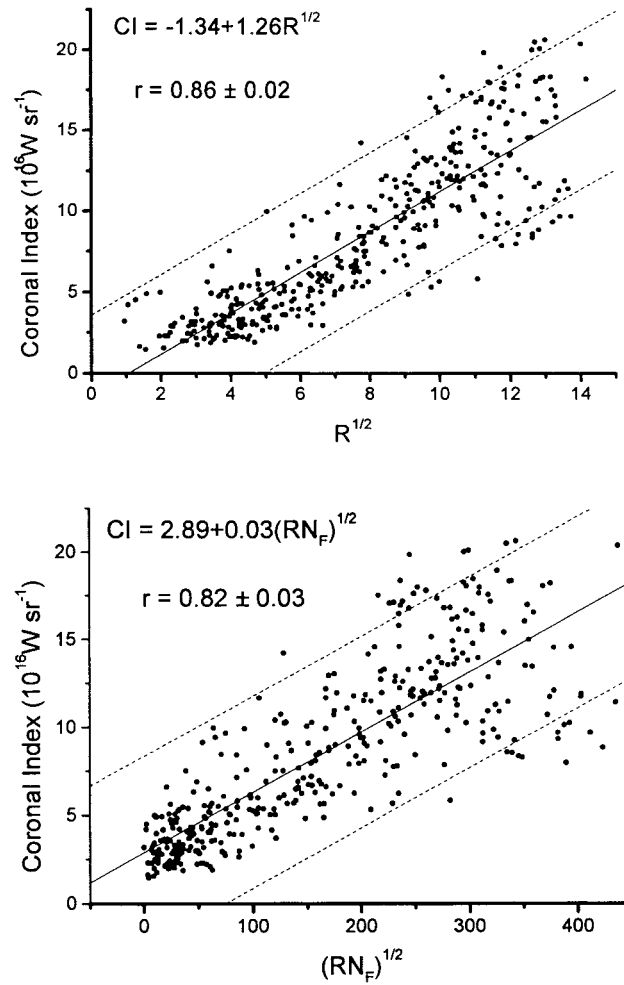 CI = -1.34+1.26R^1/2
r = 0.86 ± 0.02
Coronal Index (10^16W sr^-1)
20
15
10
5
0
0 2 4 6 8 10 12 14
R^1/2
CI = 2.89+0.03(RN_F)^1/2
r = 0.82 ± 0.03
Coronal Index (10^16W sr^-1)
20
15
10
5
0
0 100 200 300 400
(RN_F)^1/2